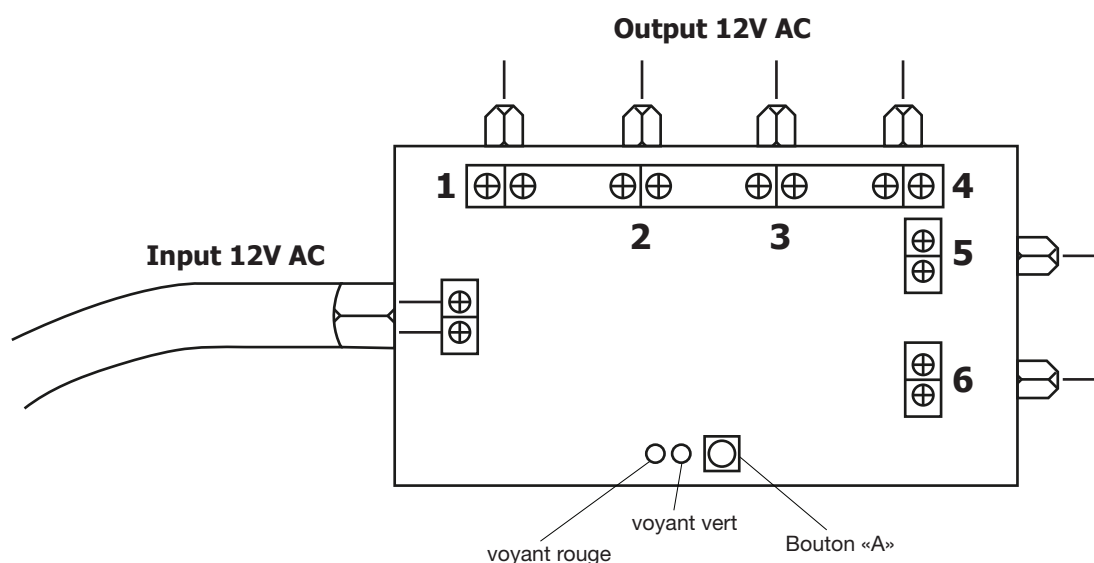 Output 12V AC
1
4
2
3
Input 12V AC
5
6
voyant vert
Bouton «A»
voyant rouge